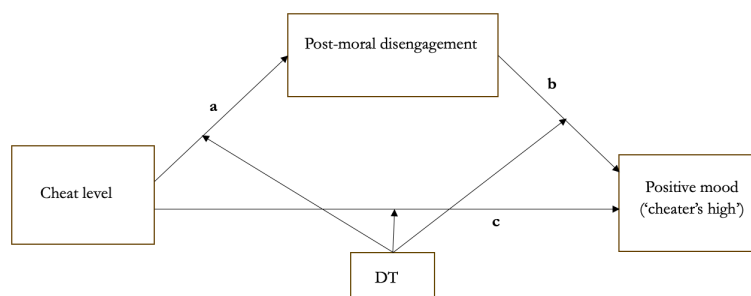 Post-moral disengagement
a
b
Cheat level
Positive mood
(‘cheater’s high’)
c
DT